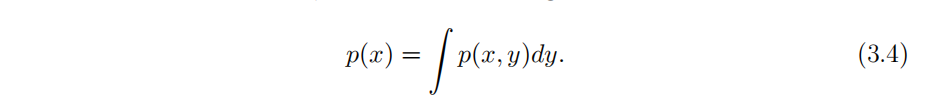 p(x) = ∫ p(x, y)dy. (3.4)